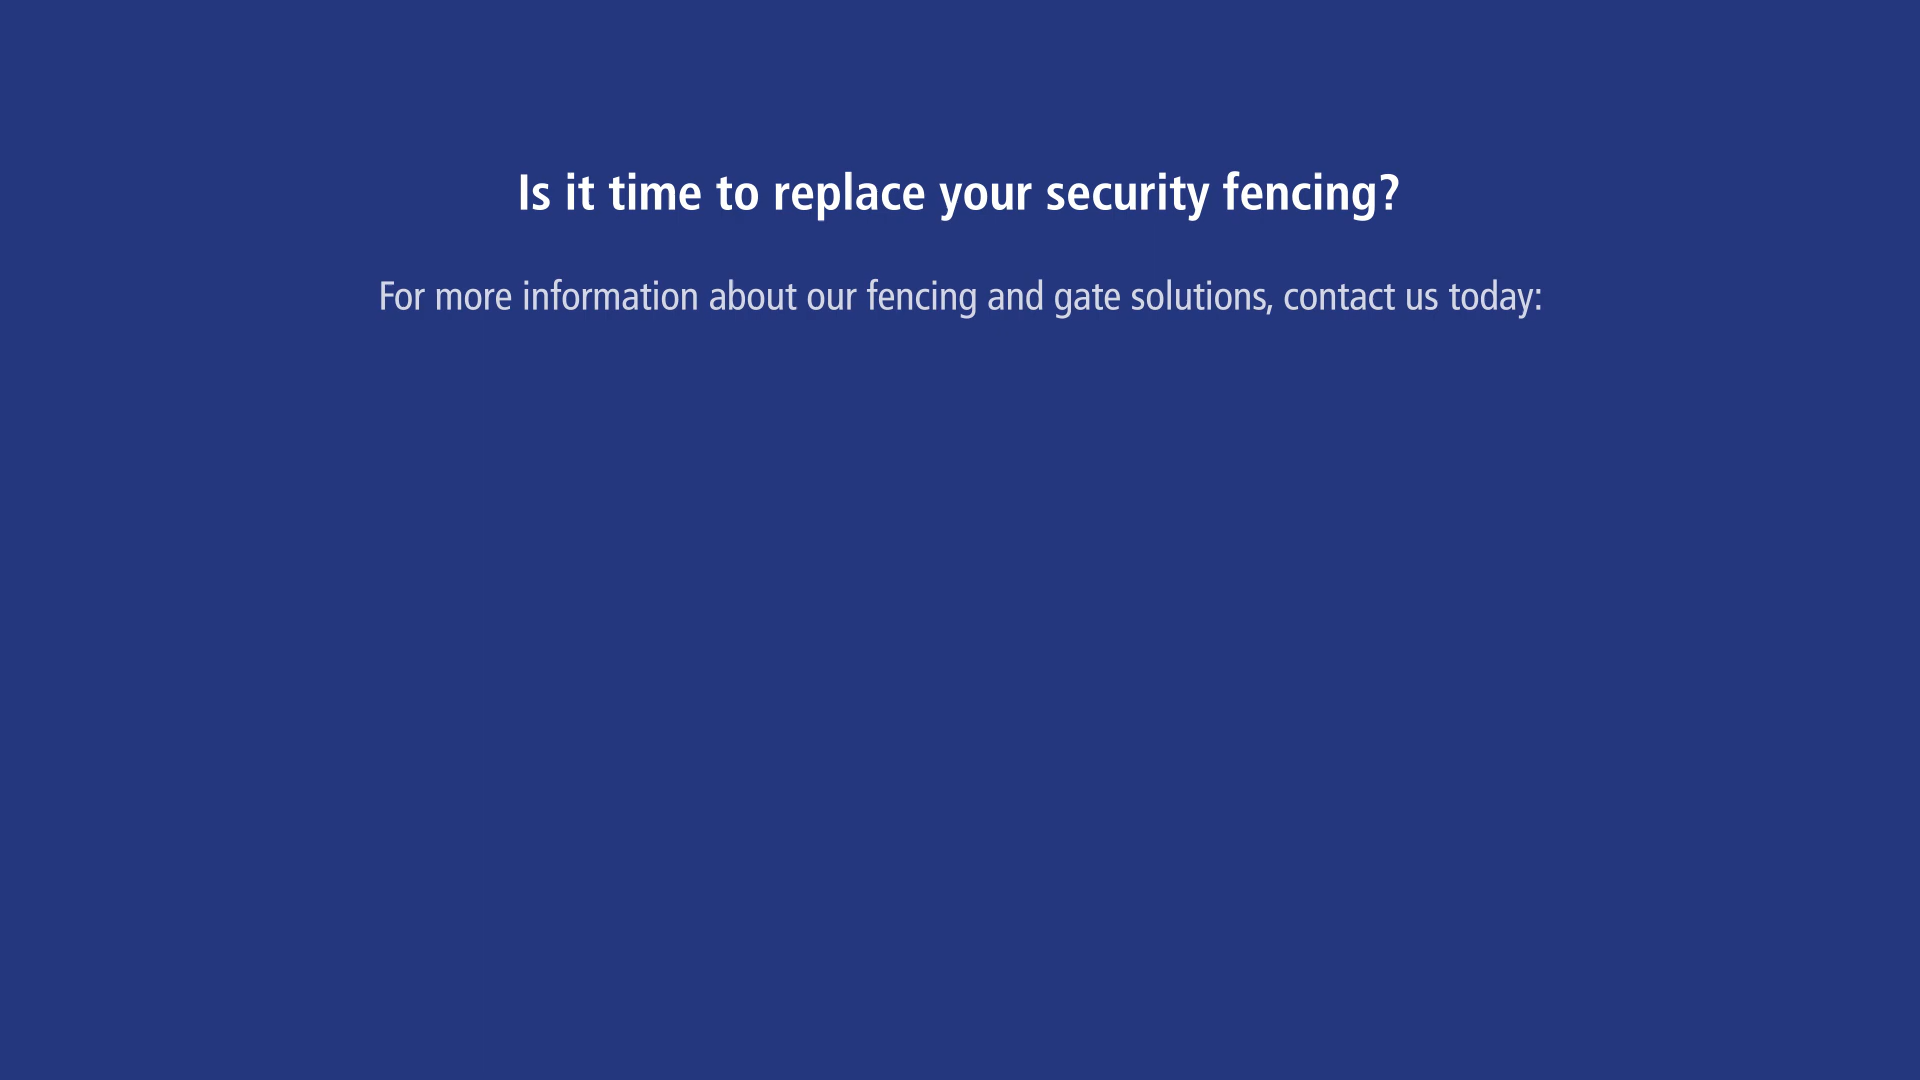 Is it time to replace your security fencing?
For more information about our fencing and gate solutions, contact us today: